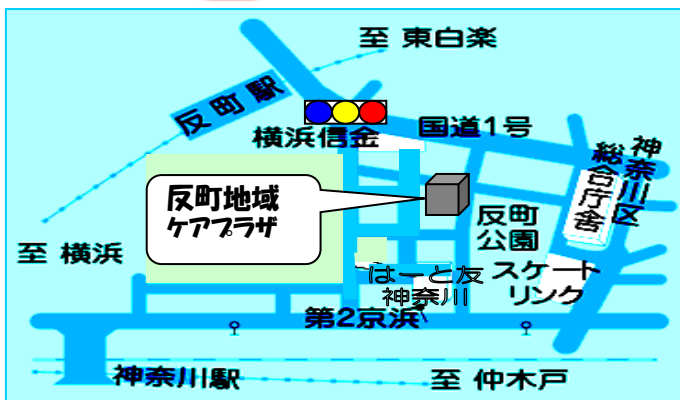 至 東白楽
反町駅
横浜信金
国道1号
神奈川区
総合庁舎
反町地域
ケアプラザ
反町
公園
至 横浜
はーと友
神奈川
スケート
リンク
第2京浜
神奈川駅
至 仲木戸